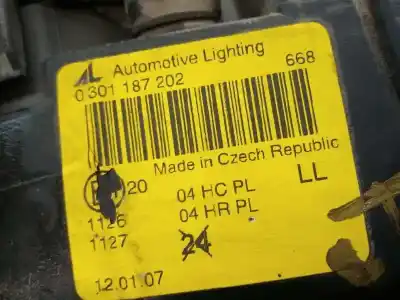 AL Automotive Lighting
0 301 187 202 668
Made in Czech Republic
20 04 HC PL LL
1126 04 HR PL
1127 24
12.01.07